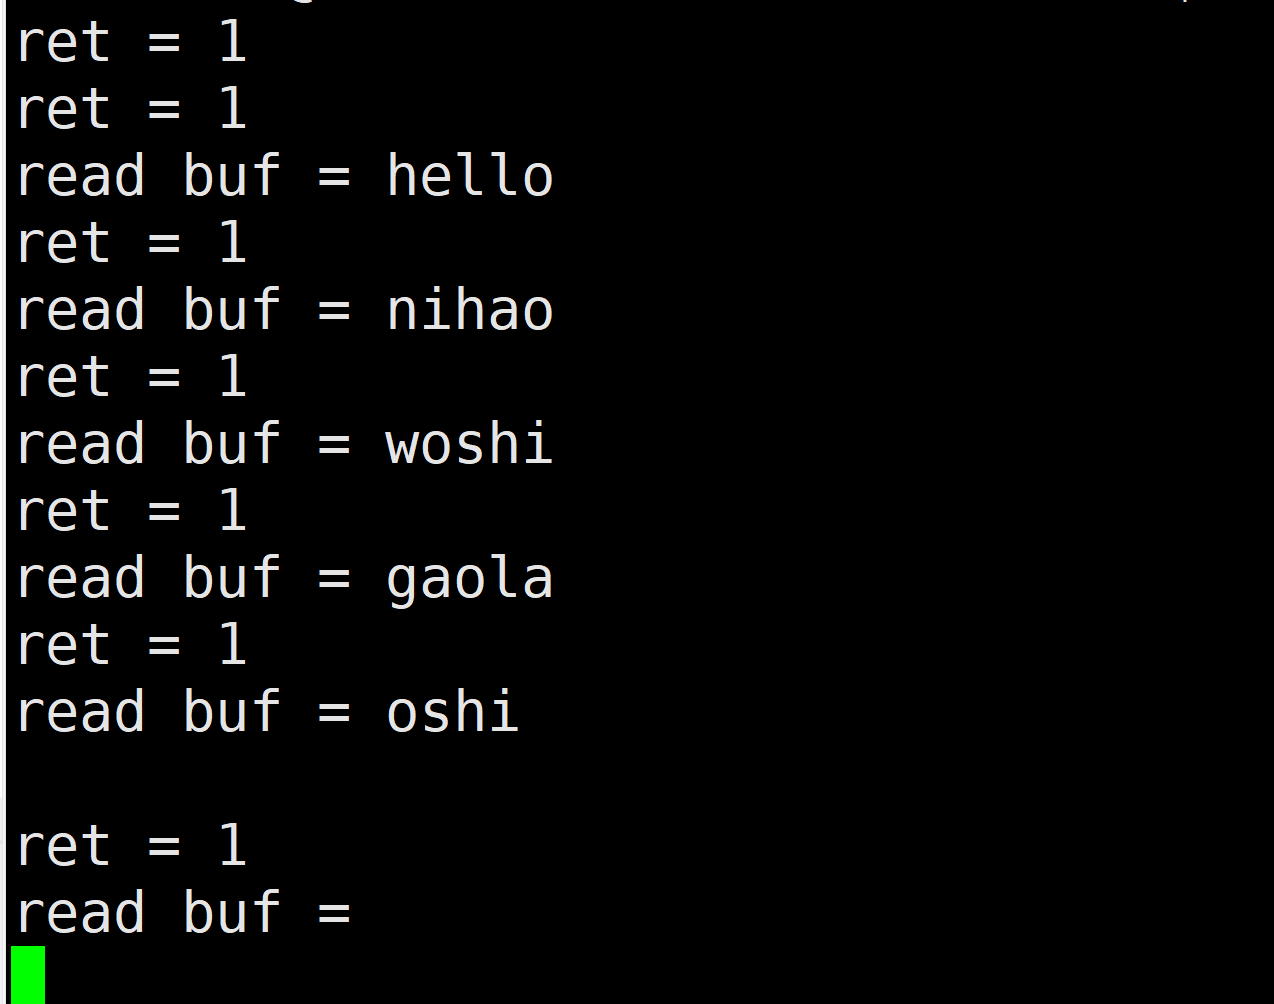 ret = 1
ret = 1
read buf = hello
ret = 1
read buf = nihao
ret = 1
read buf = woshi
ret = 1
read buf = gaola
ret = 1
read buf = oshi
ret = 1
read buf =